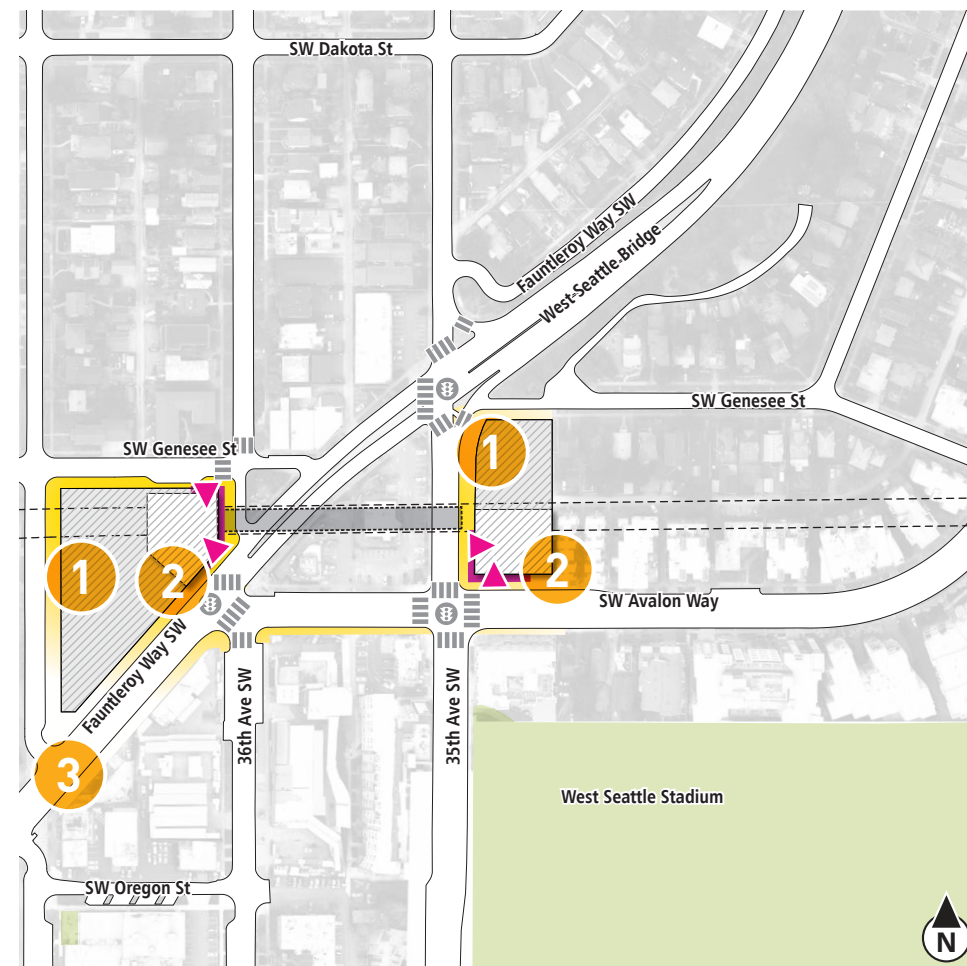 SW Dakota St
Fauntleroy Way SW
West Seattle Bridge
SW Genesee St
SW Genesee St
1
1
2
2
SW Avalon Way
Fauntleroy Way SW
36th Ave SW
35th Ave SW
3
West Seattle Stadium
SW Oregon St
N